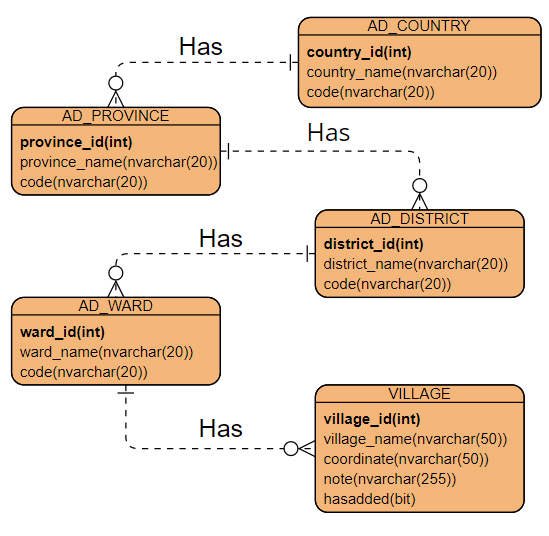 AD_COUNTRY
country_id(int)
country_name(nvarchar(20))
code(nvarchar(20))
Has
AD_PROVINCE
province_id(int)
province_name(nvarchar(20))
code(nvarchar(20))
Has
AD_DISTRICT
district_id(int)
district_name(nvarchar(20))
code(nvarchar(20))
Has
AD_WARD
ward_id(int)
ward_name(nvarchar(20))
code(nvarchar(20))
Has
VILLAGE
village_id(int)
village_name(nvarchar(50))
coordinate(nvarchar(50))
note(nvarchar(255))
hasadded(bit)